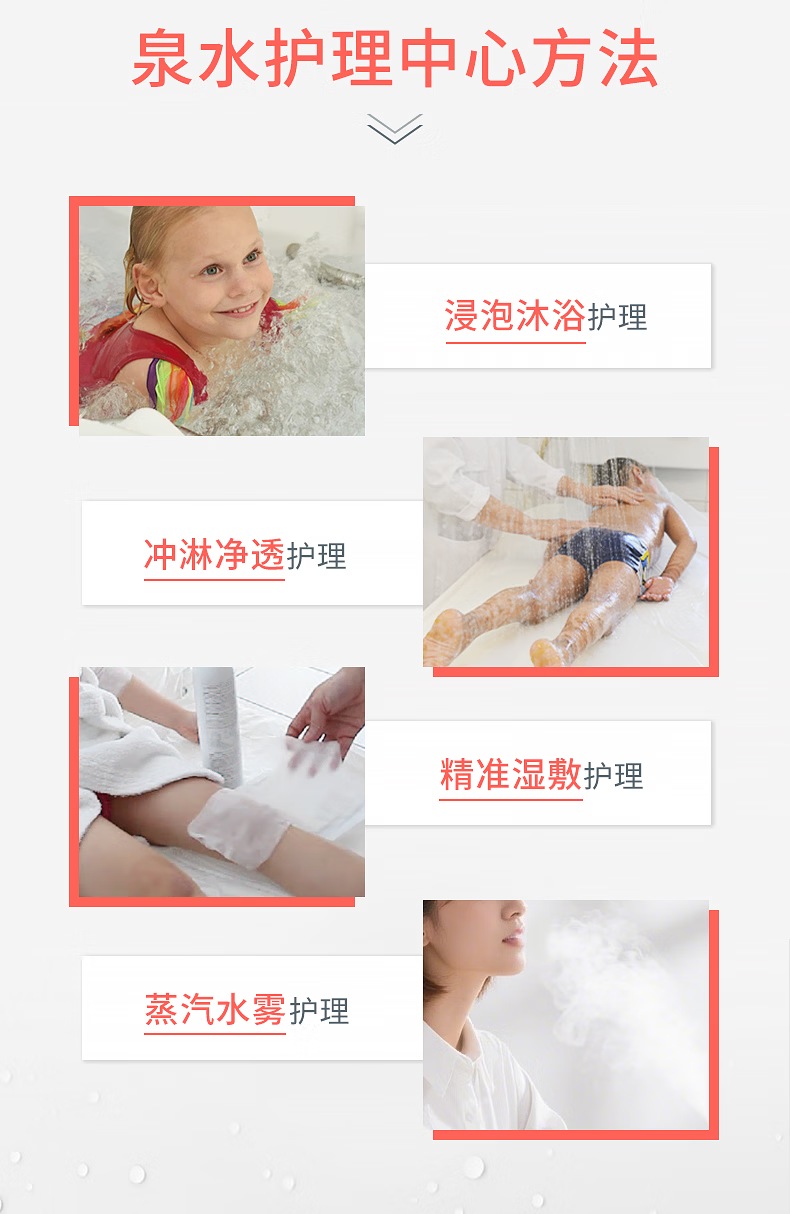 泉水护理中心方法
浸泡沐浴护理
冲淋净透护理
精准湿敷护理
蒸汽水雾护理